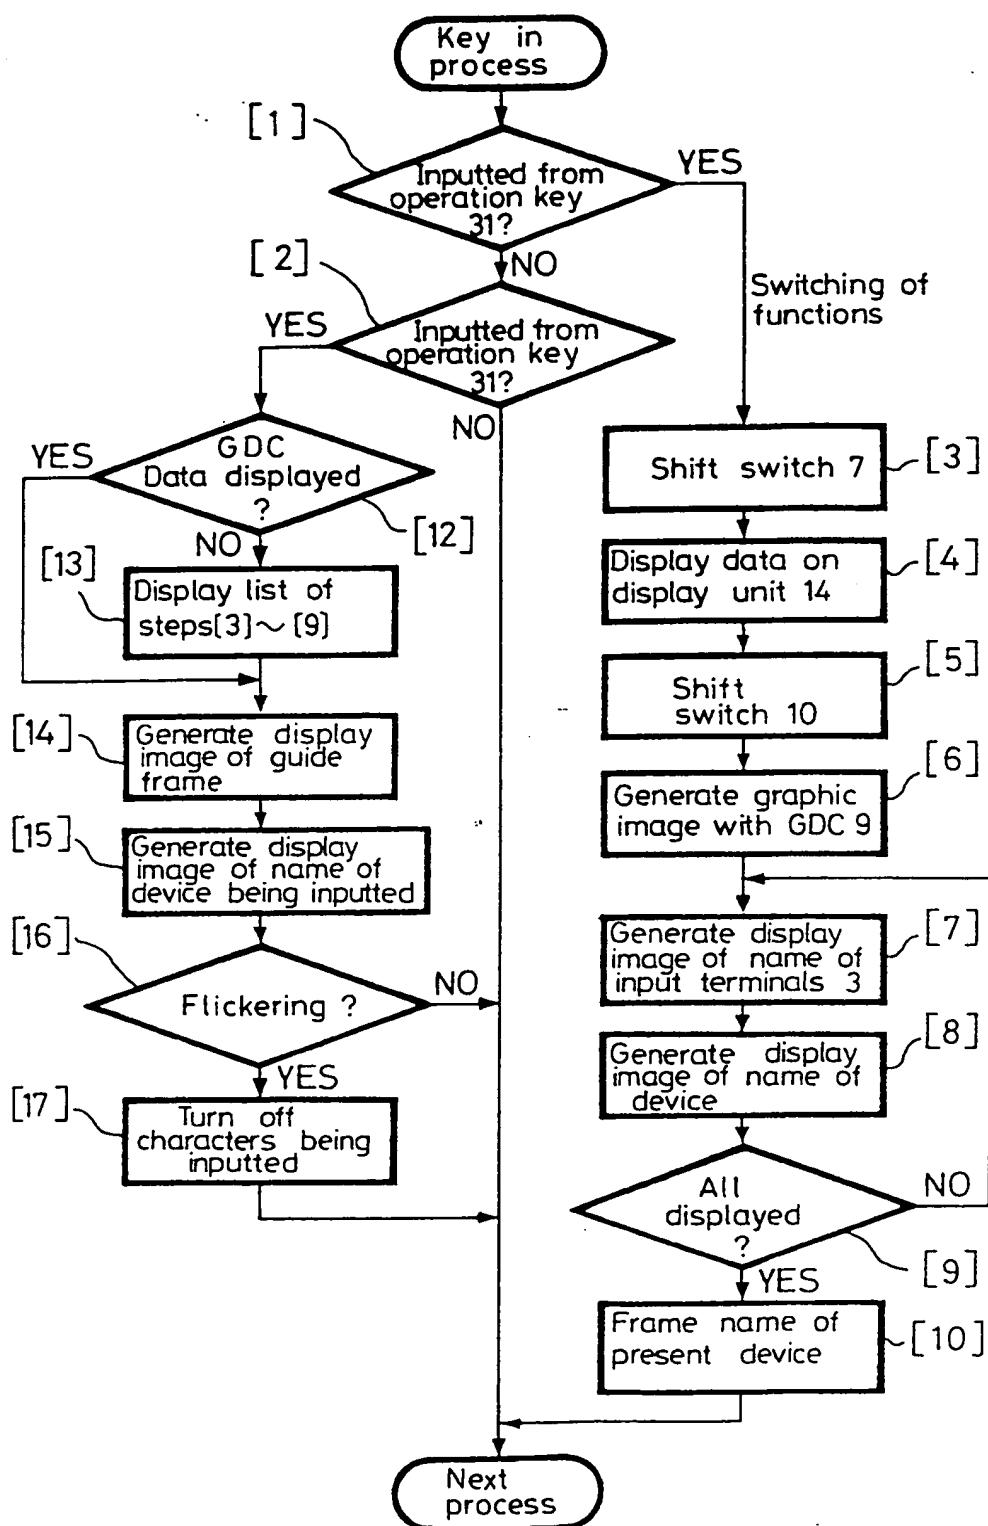 Key in
process
[1]
Inputted from
operation key
31?
YES
NO
Switching of
functions
[2]
Inputted from
operation key
31?
YES
NO
GDC
Data displayed
?
YES
NO
[12]
[13]
Display list of
steps[3]~[9]
[14]
Generate display
image of guide
frame
[15]
Generate display
image of name of
device being inputted
[16]
Flickering ?
NO
YES
[17]
Turn off
characters being
inputted
Shift switch 7
[3]
Display data on
display unit 14
[4]
Shift
switch 10
[5]
Generate graphic
image with GDC 9
[6]
Generate display
image of name of
input terminals 3
[7]
Generate display
image of name of
device
[8]
All
displayed
?
NO
YES
[9]
Frame name of
present device
[10]
Next
process